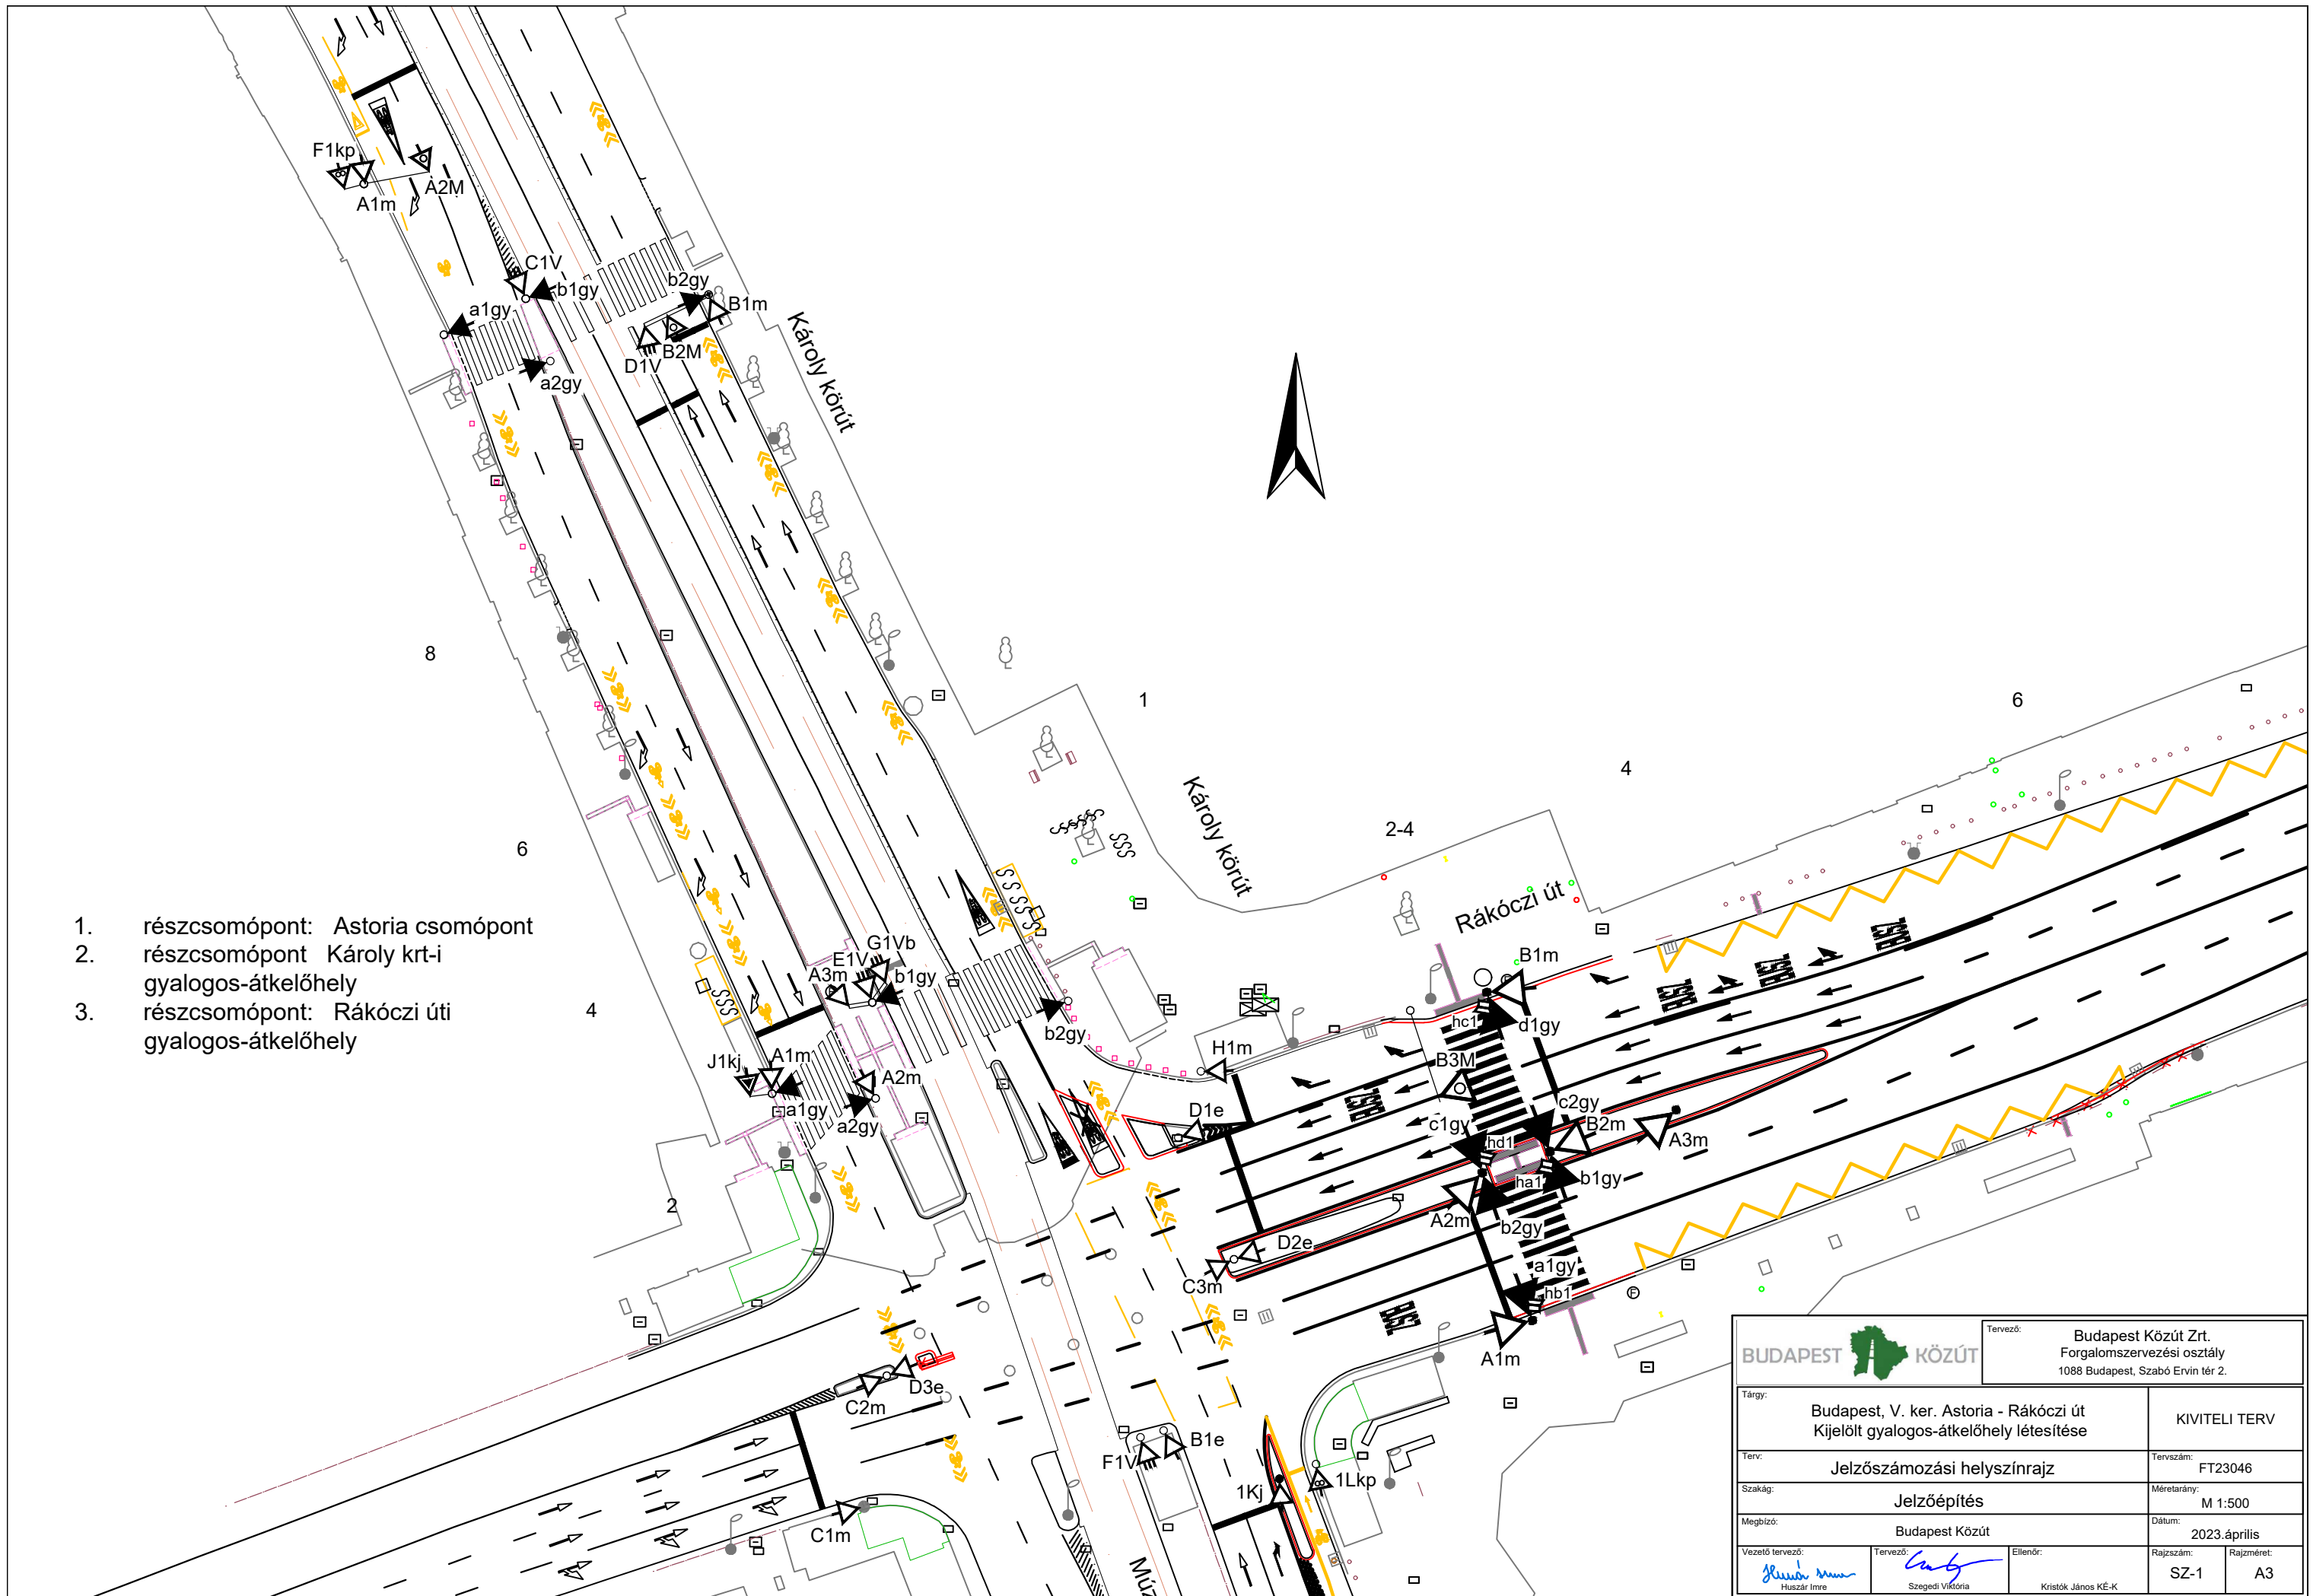 F1kp
A1m
A2M
C1V
b1gy
b2gy
B1m
a1gy
a2gy
D1V
B2M
Károly körút
8
1
6
4
2-4
Károly körút
Rákóczi út
6
1. részcsomópont: Astoria csomópont
2. részcsomópont Károly krt-i
gyalogos-átkelőhely
3. részcsomópont: Rákóczi úti
gyalogos-átkelőhely
4
2
G1Vb
E1V
A3m
b1gy
b2gy
J1kj
A1m
A2m
a1gy
a2gy
H1m
D1e
B1m
hc1
d1gy
B3M
c1gy
c2gy
hd1
B2m
A3m
ha1
b1gy
A2m
b2gy
D2e
C3m
a1gy
hb1
A1m
D3e
C2m
C1m
F1V
B1e
1Kj
1Lkp
BUSZ
BUSZ
BUSZ
BUSZ
BUSZ
BUDAPEST KÖZÚT
Tervező:
Budapest Közút Zrt.
Forgalomszervezési osztály
1088 Budapest, Szabó Ervin tér 2.
Tárgy:
Budapest, V. ker. Astoria - Rákóczi út
Kijelölt gyalogos-átkelőhely létesítése
KIVITELI TERV
Terv:
Jelzőszámozási helyszínrajz
Tervszám:
FT23046
Szakág:
Jelzőépítés
Méretarány:
M 1:500
Megbízó:
Budapest Közút
Dátum:
2023.április
Vezető tervező:
Huszár Imre
Tervező:
Szegedi Viktória
Ellenőr:
Kristók János KÉ-K
Rajzszám:
SZ-1
Rajzméret:
A3